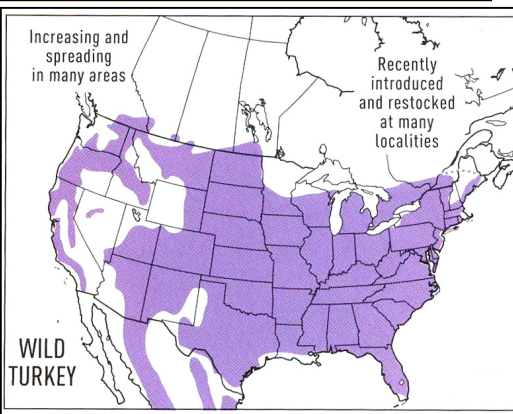 Increasing and
spreading
in many areas
Recently
introduced
and restocked
at many
localities
WILD
TURKEY